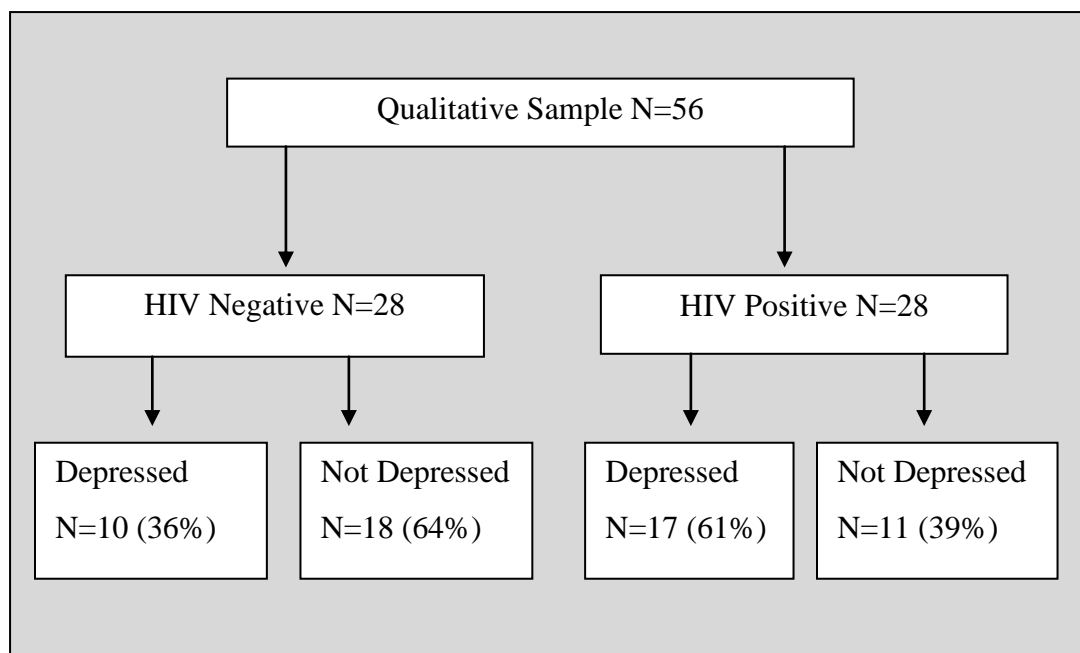 Qualitative Sample N=56
HIV Negative N=28
HIV Positive N=28
Depressed
N=10 (36%)
Not Depressed
N=18 (64%)
Depressed
N=17 (61%)
Not Depressed
N=11 (39%)